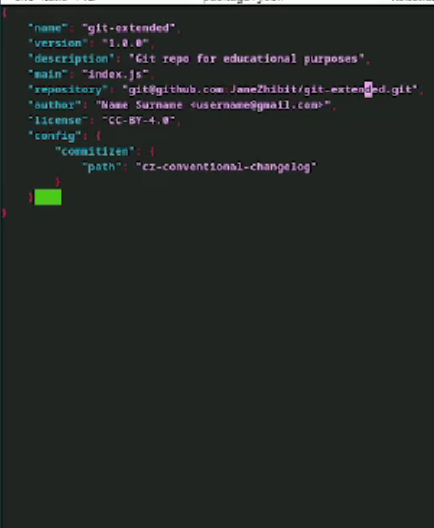 {
"name": "git-extended",
"version": "1.0.0",
"description": "Git repo for educational purposes",
"main": "index.js",
"repository": "git@github.com:JaneZhibit/git-extended.git",
"author": "Name Surname <username@gmail.com>",
"license": "CC-BY-4.0",
"config": {
"commitizen": {
"path": "cz-conventional-changelog"
}
}
}